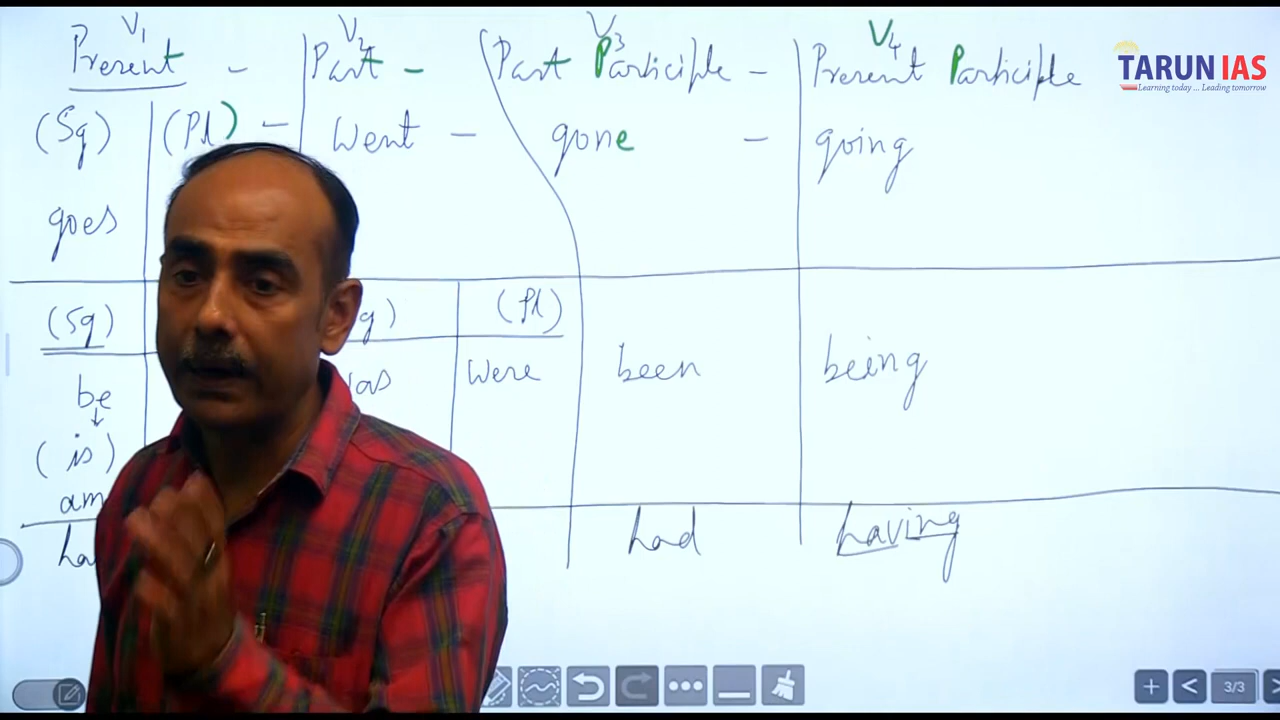 V1 V2 V3 V4
Present - Past - Past Participle - Present Participle
TARUN IAS
Learning today ... Leading tomorrow
(Sg) (Pl) - Went - gone - going
goes
(Sg) (Pl)
be were been being
(is)
am
had having
3/3